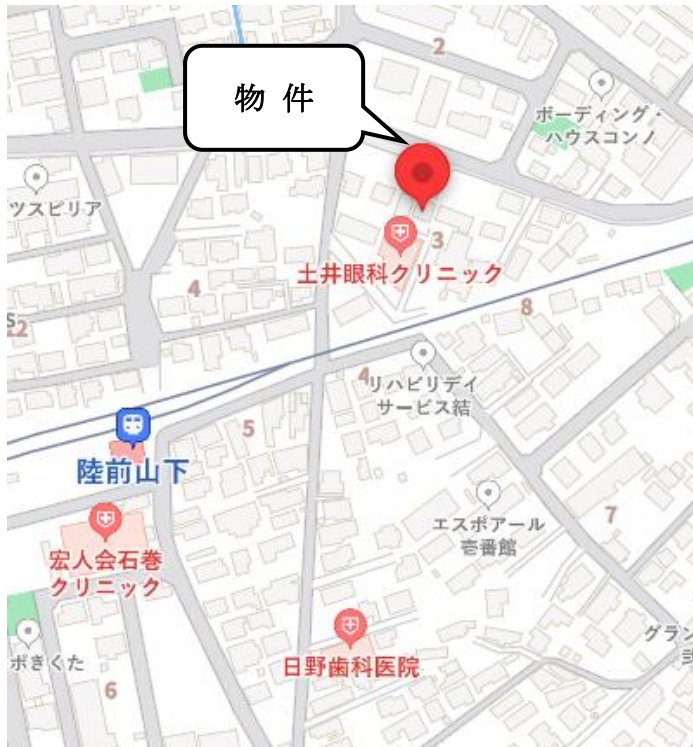 2
物 件
ボーディング・
ハウスコンノ
ツスピリア
3
土井眼科クリニック
4
8
22
4
リハビリデイ
サービス結
5
陸前山下
エスポアール
壱番館
7
宏人会石巻
クリニック
グラン
日野歯科医院
ポきくた
6